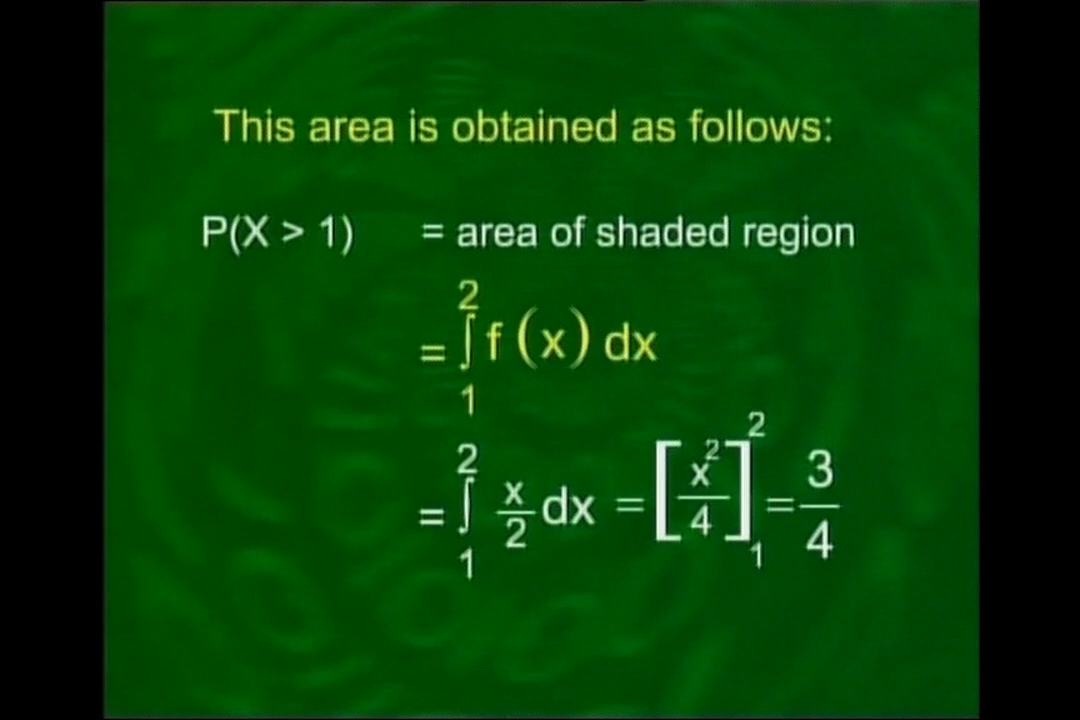 This area is obtained as follows:
P(X > 1) = area of shaded region
= ∫₁² f (x) dx
= ∫₁² x/2 dx = [x²/4]₁² = 3/4